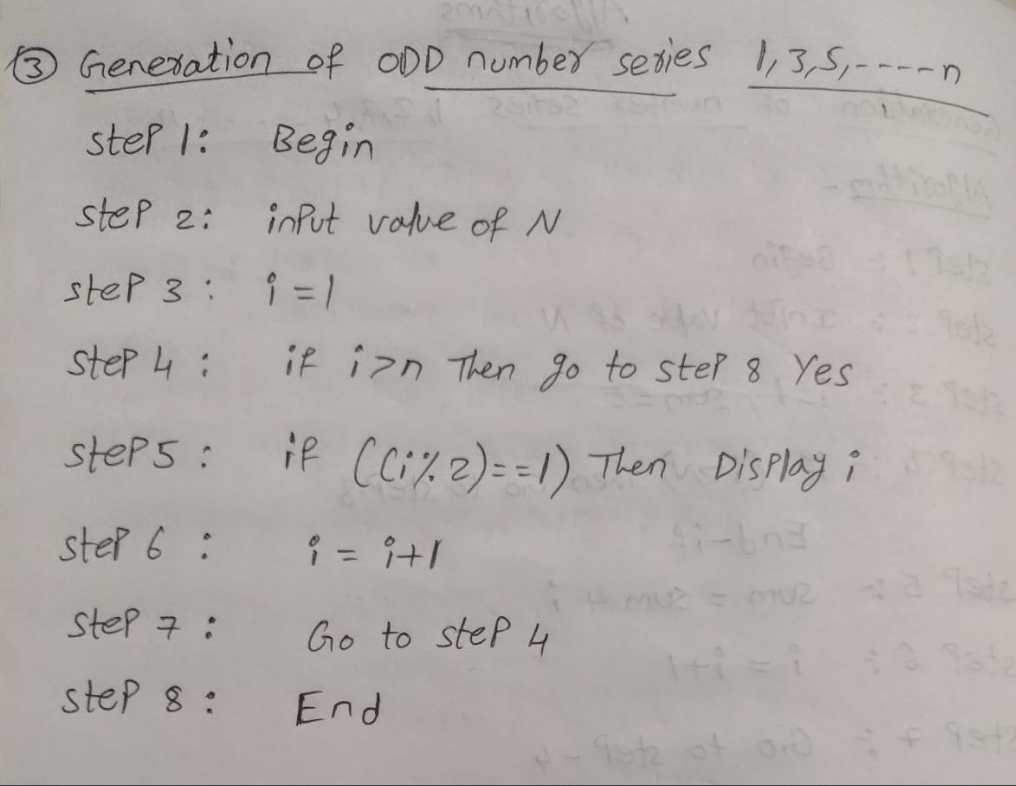 ③ Generation of ODD number series 1,3,5,----n
step 1: Begin
step 2: input value of N
step 3 : i=1
step 4 : if i>n Then go to step 8 Yes
step 5 : if ((i%2)==1) Then Display i
step 6 : i = i+1
step 7 : Go to step 4
step 8 : End